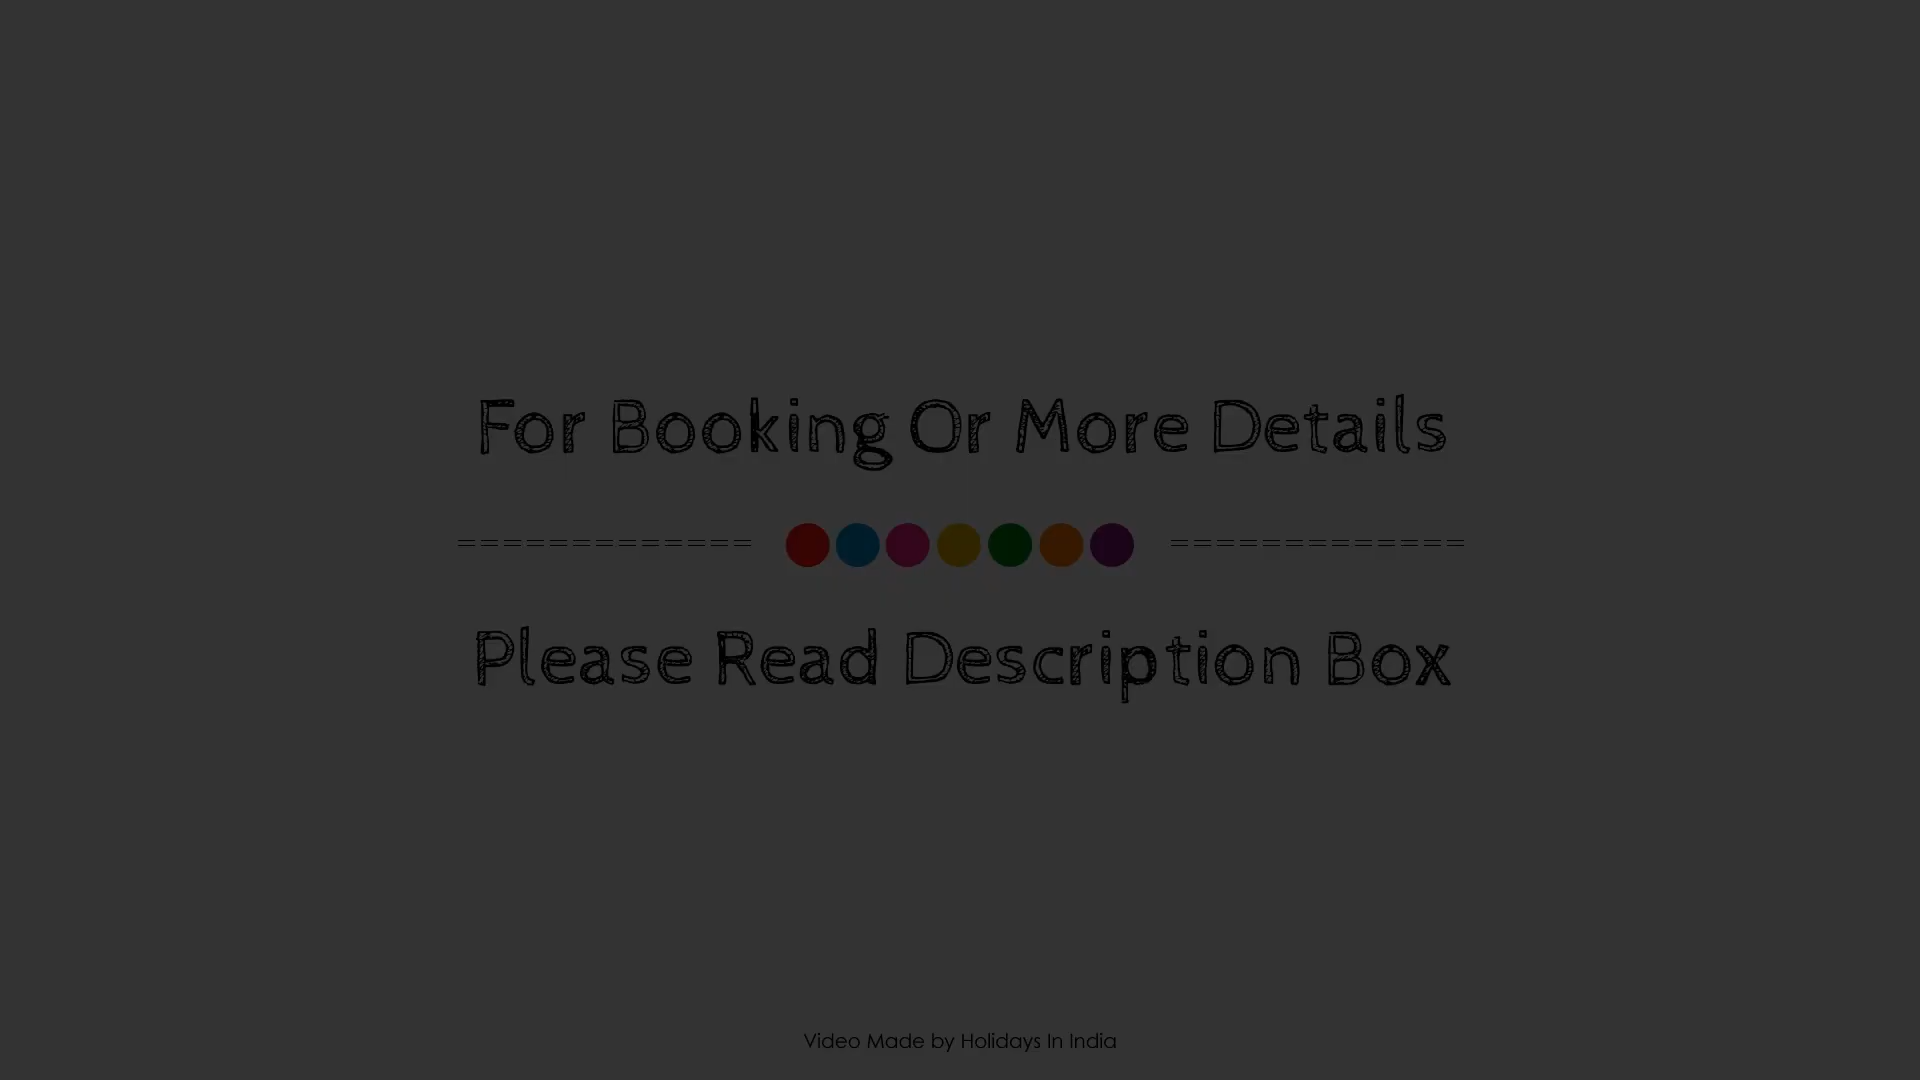 For Booking Or More Details
============= =============
Please Read Description Box
Video Made by Holidays In India